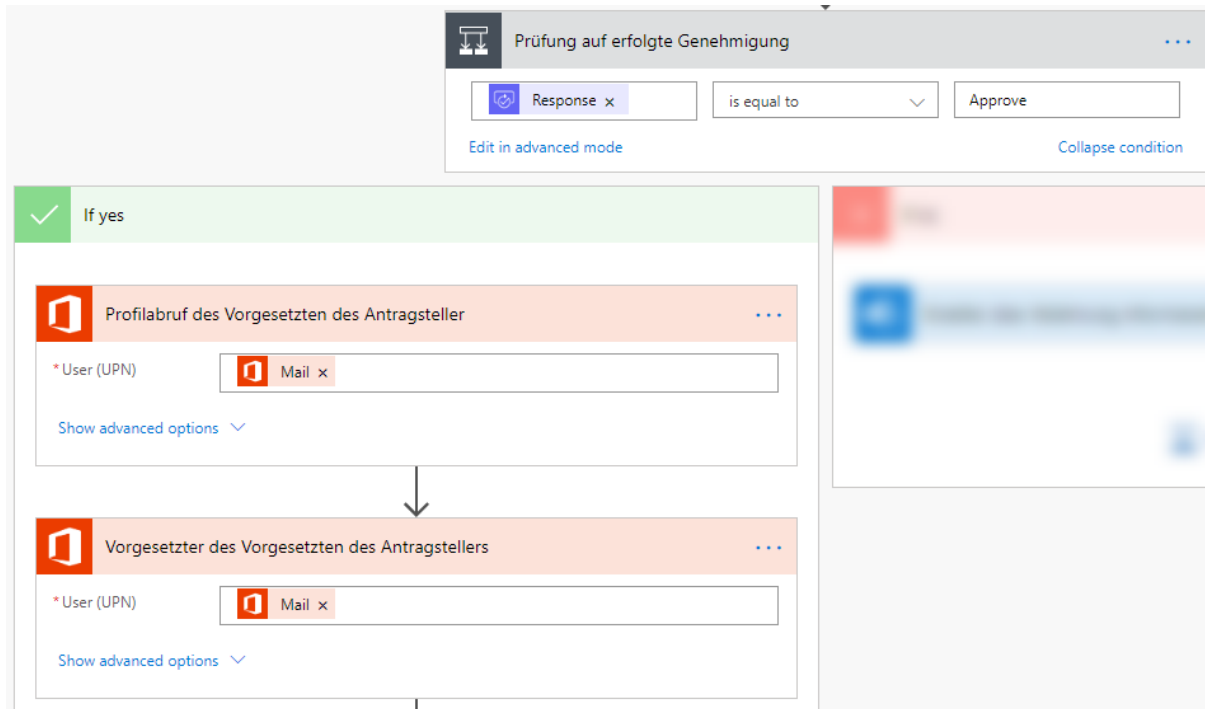 Prüfung auf erfolgte Genehmigung
Response × is equal to Approve
Edit in advanced mode Collapse condition
If yes
Profilabruf des Vorgesetzten des Antragsteller
*User (UPN) Mail ×
Show advanced options
Vorgesetzter des Vorgesetzten des Antragstellers
*User (UPN) Mail ×
Show advanced options